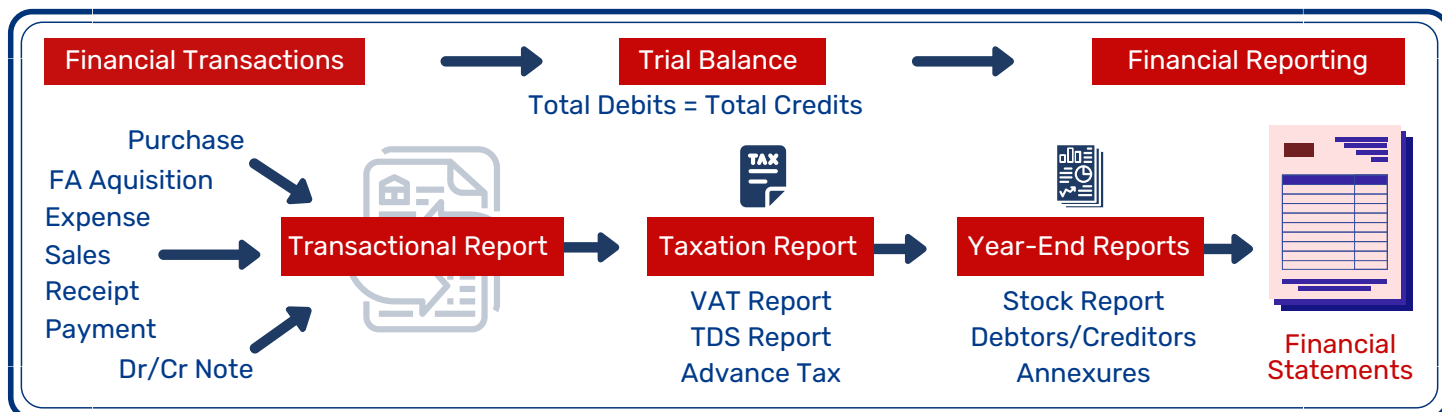 Financial Transactions
Trial Balance
Financial Reporting
Total Debits = Total Credits
Purchase
FA Aquisition
Expense
Sales
Receipt
Payment
Dr/Cr Note
Transactional Report
TAX
Taxation Report
VAT Report
TDS Report
Advance Tax
Year-End Reports
Stock Report
Debtors/Creditors
Annexures
Financial
Statements